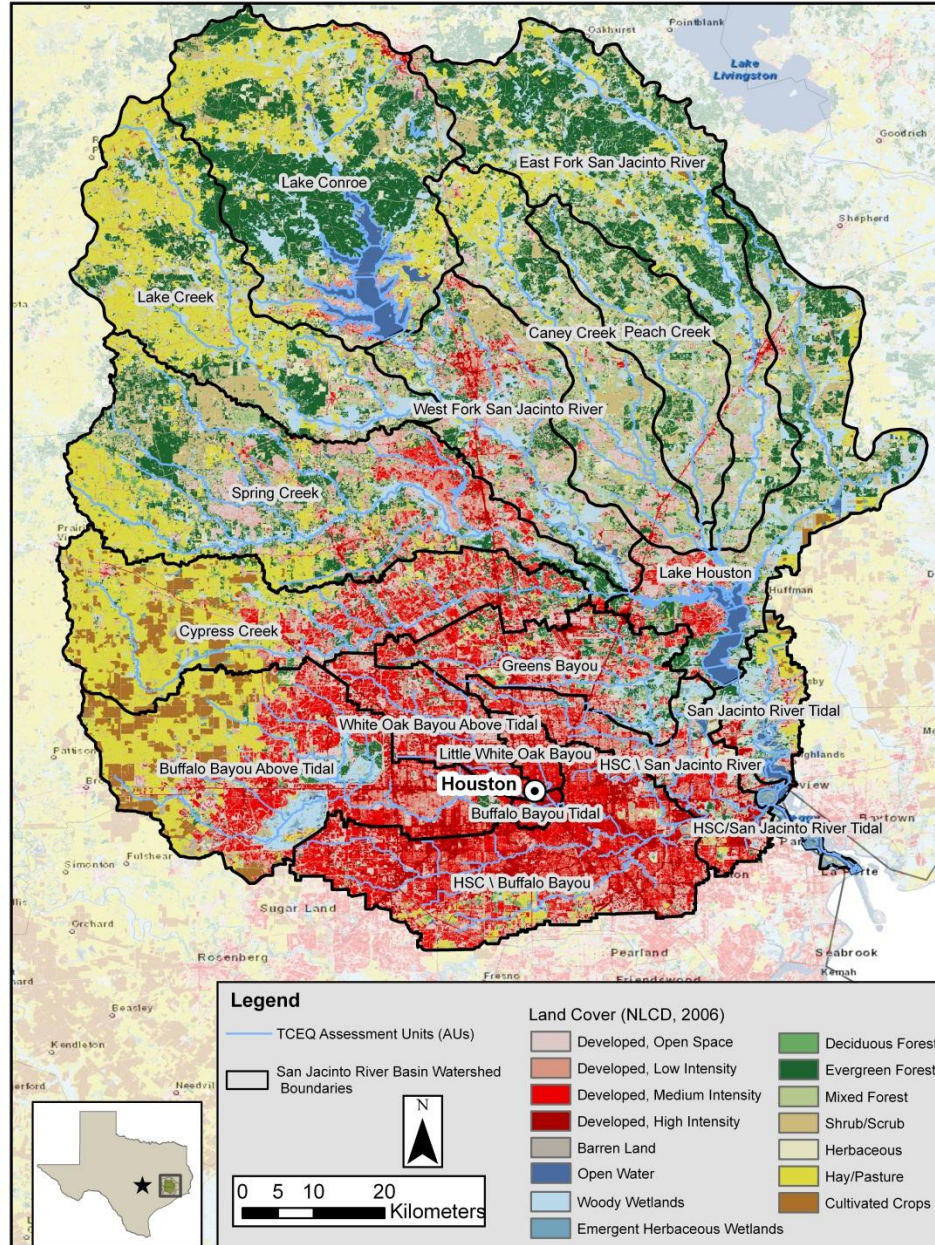 Oakhurst
Pointblank
Lake
Livingston
Goodrich
East Fork San Jacinto River
Lake Conroe
Shepherd
Lake Creek
Caney Creek
Peach Creek
West Fork San Jacinto River
Spring Creek
Lake Houston
Huffman
Cypress Creek
Greens Bayou
San Jacinto River Tidal
White Oak Bayou Above Tidal
Pattison
Little White Oak Bayou
HSC \ San Jacinto River
Buffalo Bayou Above Tidal
Houston
Baytown
Buffalo Bayou Tidal
HSC/San Jacinto River Tidal
Simonton
Fulshear
HSC \ Buffalo Bayou
Orchard
Sugar Land
Rosenberg
Pearland
Seabrook
Fresno
Friendswood
Kemah
Beasley
Kendleton
Legend
TCEQ Assessment Units (AUs)
San Jacinto River Basin Watershed
Boundaries
N
0 5 10 20
Kilometers
Land Cover (NLCD, 2006)
Developed, Open Space
Developed, Low Intensity
Developed, Medium Intensity
Developed, High Intensity
Barren Land
Open Water
Woody Wetlands
Emergent Herbaceous Wetlands
Deciduous Forest
Evergreen Forest
Mixed Forest
Shrub/Scrub
Herbaceous
Hay/Pasture
Cultivated Crops